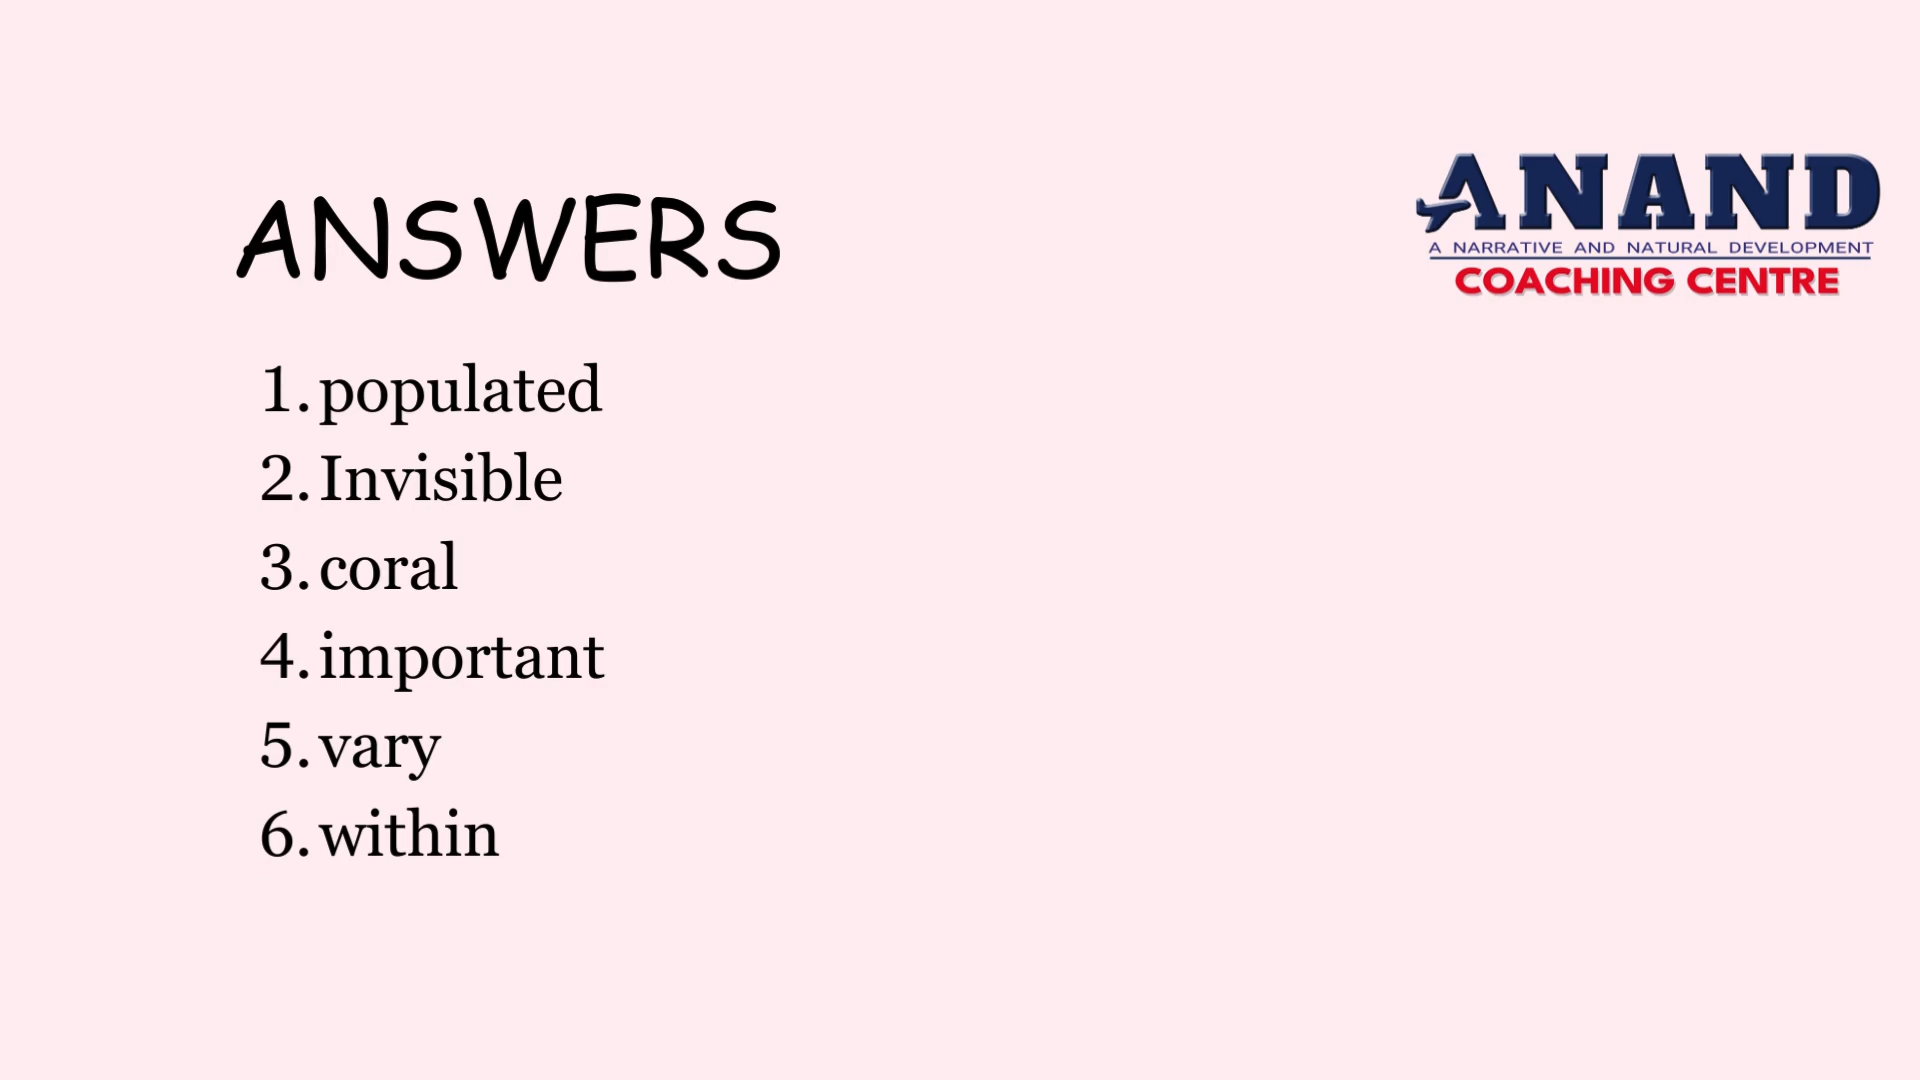 ANSWERS
ANAND
A NARRATIVE AND NATURAL DEVELOPMENT
COACHING CENTRE
1. populated
2. Invisible
3. coral
4. important
5. vary
6. within